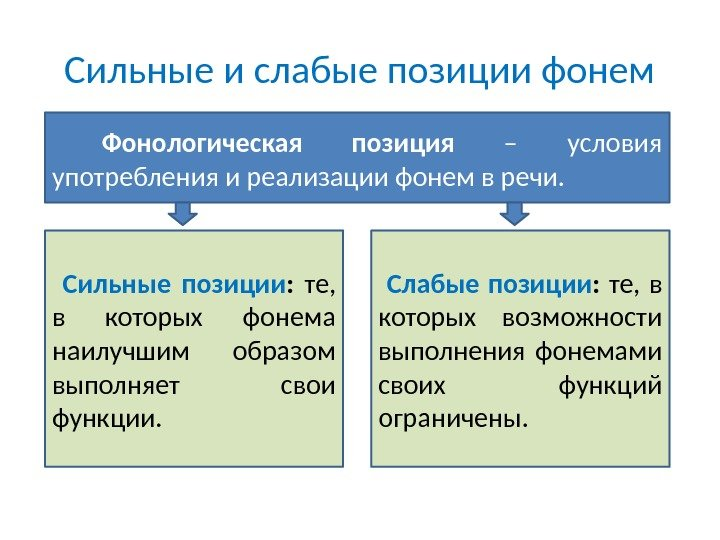 Сильные и слабые позиции фонем
Фонологическая позиция – условия
употребления и реализации фонем в речи.
Сильные позиции: те,
в которых фонема
наилучшим образом
выполняет свои
функции.
Слабые позиции: те, в
которых возможности
выполнения фонемами
своих функций
ограничены.